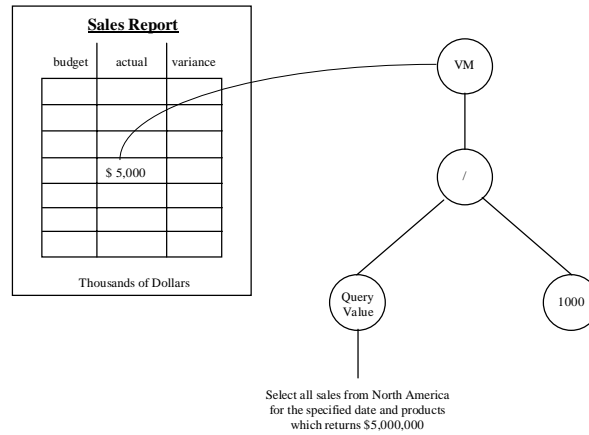 Sales Report
budget actual variance
$ 5,000
Thousands of Dollars
VM
/
Query
Value
1000
Select all sales from North America
for the specified date and products
which returns $5,000,000